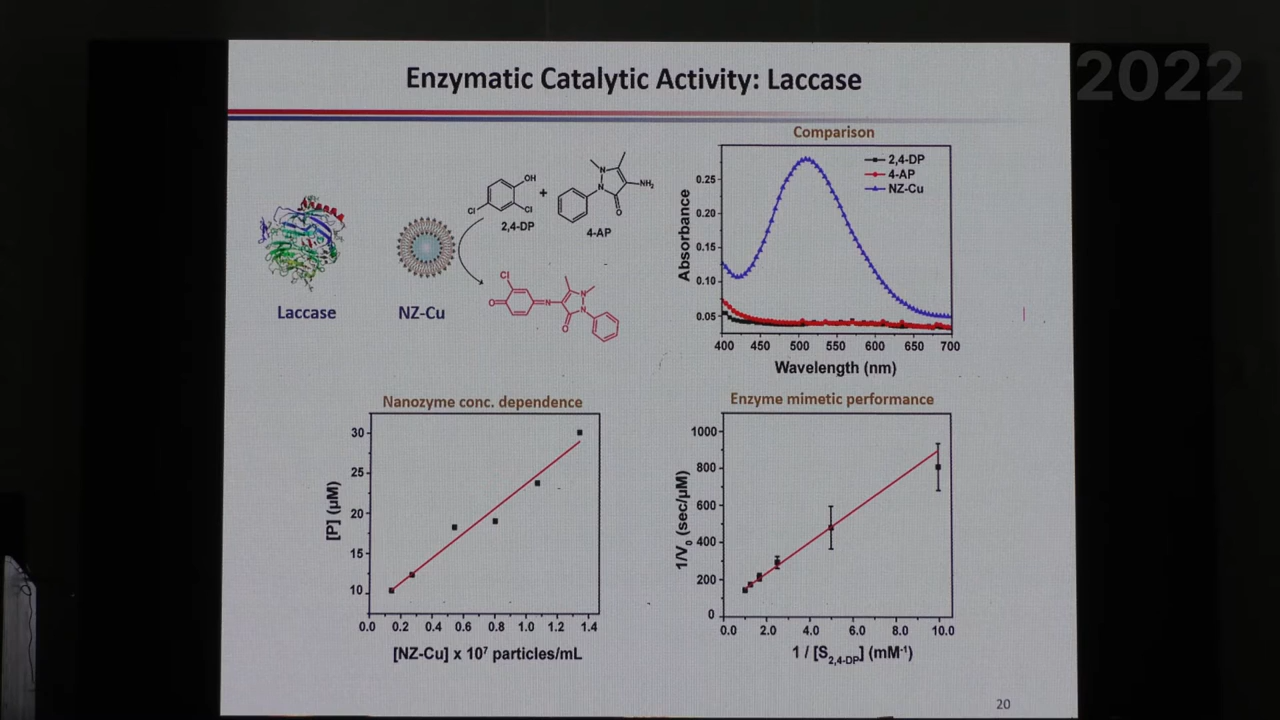 2022
Enzymatic Catalytic Activity: Laccase
Laccase
NZ-Cu
OH
Cl
Cl
2,4-DP
+
N
N
NH₂
O
4-AP
Cl
O
N
N
N
O
Comparison
2,4-DP
4-AP
NZ-Cu
Absorbance
0.25
0.20
0.15
0.10
0.05
400 450 500 550 600 650 700
Wavelength (nm)
Nanozyme conc. dependence
[P] (µM)
30
25
20
15
10
0.0 0.2 0.4 0.6 0.8 1.0 1.2 1.4
[NZ-Cu] x 10⁷ particles/mL
Enzyme mimetic performance
1/V₀ (sec/µM)
1000
800
600
400
200
0
0.0 2.0 4.0 6.0 8.0 10.0
1 / [S₂,₄₋DP] (mM⁻¹)
20